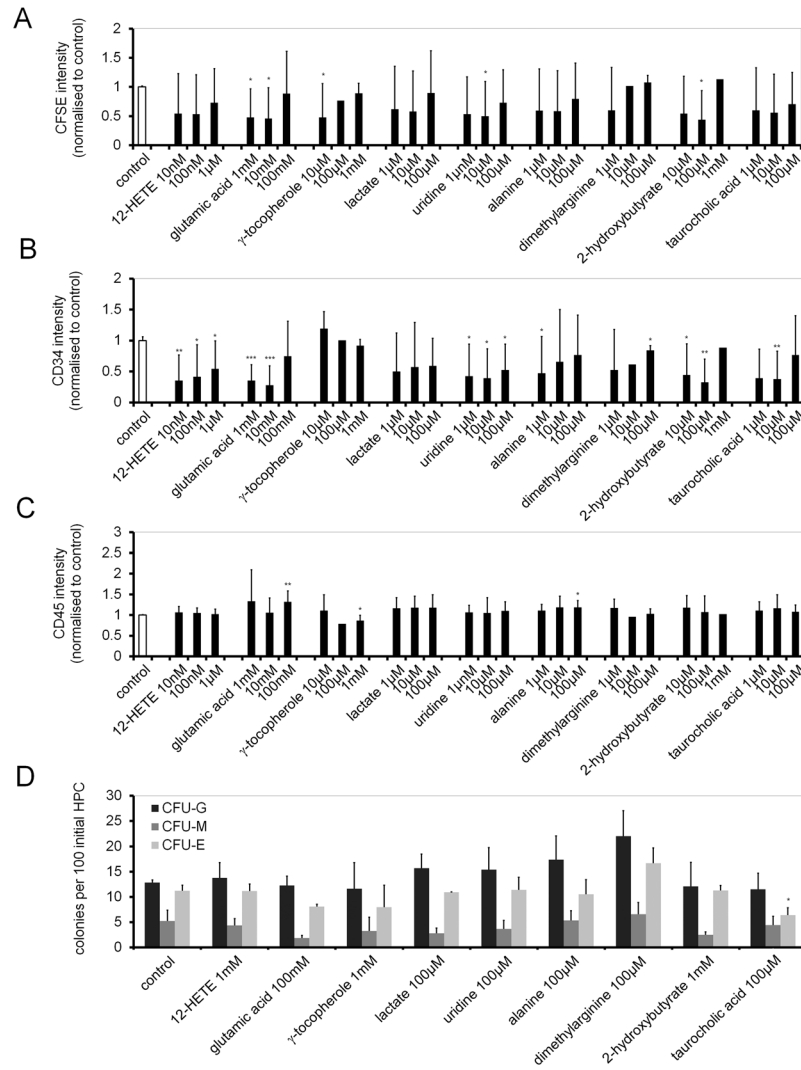 A
CFSE intensity
(normalised to control)
2
1.5
1
0.5
0
* * * * *
control
12-HETE 10nM
100nM
1µM
glutamic acid 1mM
10mM
100mM
γ-tocopherole 10µM
100µM
1mM
lactate 1µM
10µM
100µM
uridine 1µnM
10µM
100µM
alanine 1µM
10µM
100µM
dimethylarginine 1µM
10µM
100µM
2-hydroxybutyrate 10µM
100µM
1mM
taurocholic acid 1µM
10µM
100µM
B
CD34 intensity
(normalised to control)
2
1.5
1
0.5
0
** * * *** *** * * * * * * ** **
control
12-HETE 10nM
100nM
1µM
glutamic acid 1mM
10mM
100mM
γ-tocopherole 10µM
100µM
1mM
lactate 1µM
10µM
100µM
uridine 1µnM
10µM
100µM
alanine 1µM
10µM
100µM
dimethylarginine 1µM
10µM
100µM
2-hydroxybutyrate 10µM
100µM
1mM
taurocholic acid 1µM
10µM
100µM
C
CD45 intensity
(normalised to control)
3
2.5
2
1.5
1
0.5
0
** * *
control
12-HETE 10nM
100nM
1µM
glutamic acid 1mM
10mM
100mM
γ-tocopherole 10µM
100µM
1mM
lactate 1µM
10µM
100µM
uridine 1µnM
10µM
100µM
alanine 1µM
10µM
100µM
dimethylarginine 1µM
10µM
100µM
2-hydroxybutyrate 10µM
100µM
1mM
taurocholic acid 1µM
10µM
100µM
D
colonies per 100 initial HPC
30
25
20
15
10
5
0
CFU-G
CFU-M
CFU-E
*
control
12-HETE 1mM
glutamic acid 100mM
γ-tocopherole 1mM
lactate 100µM
uridine 100µM
alanine 100µM
dimethylarginine 100µM
2-hydroxybutyrate 1mM
taurocholic acid 100µM